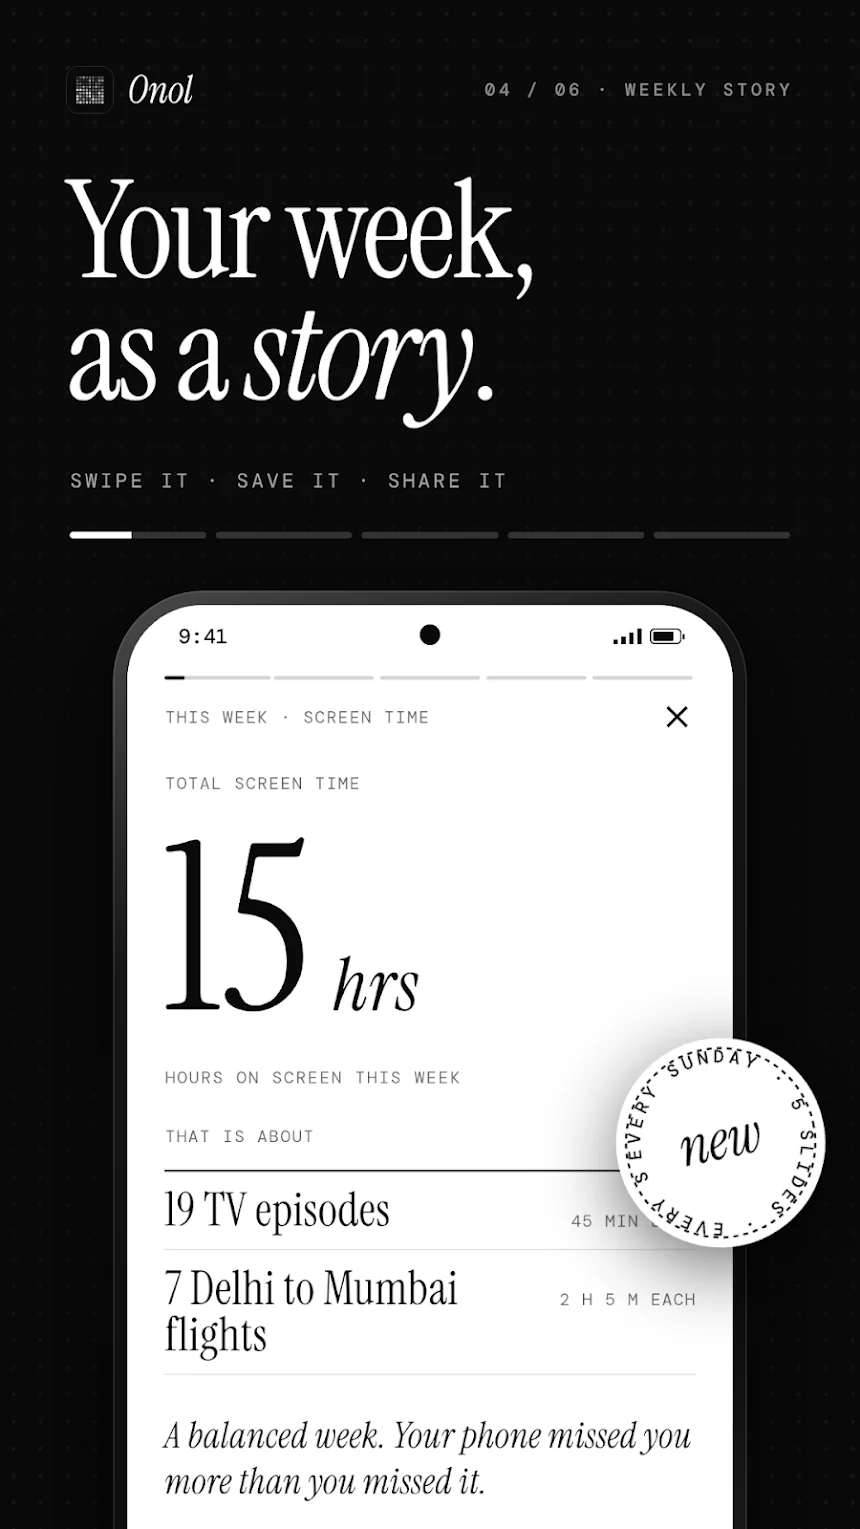 Onol
04 / 06 · WEEKLY STORY
Your week,
as a story.
SWIPE IT · SAVE IT · SHARE IT
9:41
THIS WEEK · SCREEN TIME
TOTAL SCREEN TIME
15 hrs
HOURS ON SCREEN THIS WEEK
THAT IS ABOUT
19 TV episodes
45 MIN
7 Delhi to Mumbai
flights
2 H 5 M EACH
A balanced week. Your phone missed you
more than you missed it.
EVERY SUNDAY · 5 SLIDES · EVERY S
new